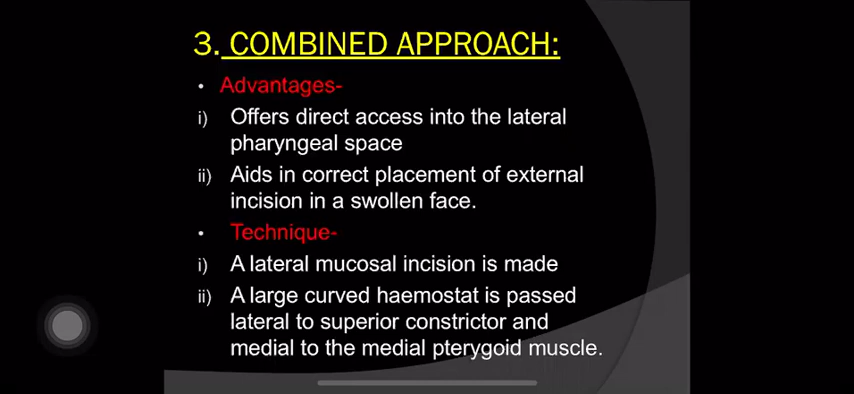 3. COMBINED APPROACH:
• Advantages-
i) Offers direct access into the lateral
pharyngeal space
ii) Aids in correct placement of external
incision in a swollen face.
• Technique-
i) A lateral mucosal incision is made
ii) A large curved haemostat is passed
lateral to superior constrictor and
medial to the medial pterygoid muscle.